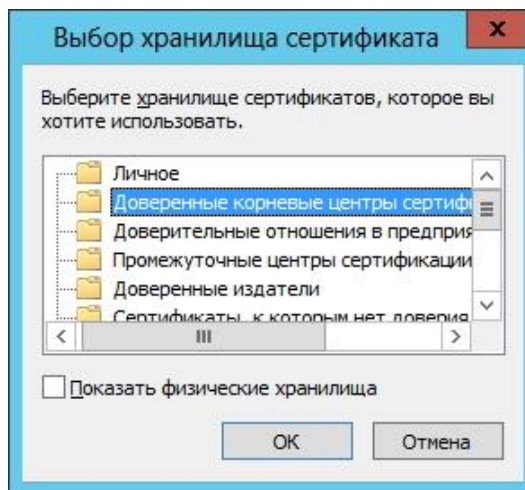 Выбор хранилища сертификата
x
Выберите хранилище сертификатов, которое вы
хотите использовать.
Личное
Доверенные корневые центры сертиф
Доверительные отношения в предприя
Промежуточные центры сертификации
Доверенные издатели
Сертификаты, к которым нет доверия
Показать физические хранилища
ОК
Отмена